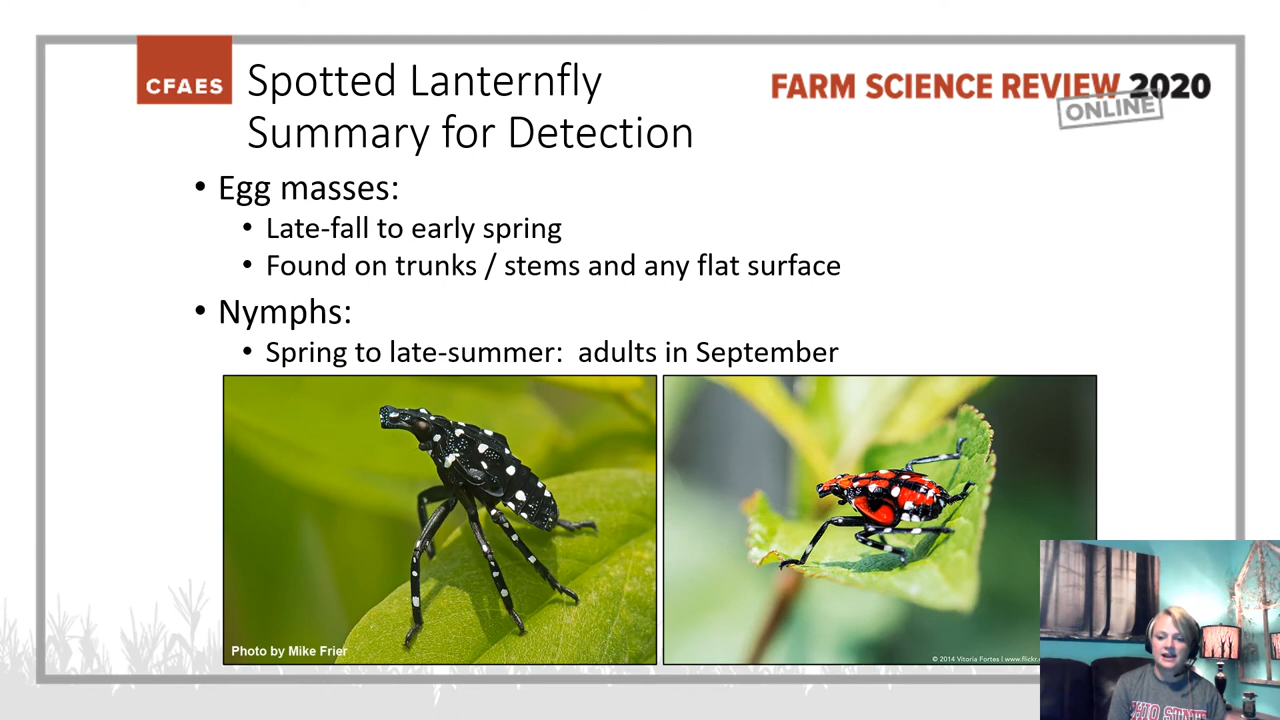 CFAES
Spotted Lanternfly
Summary for Detection
FARM SCIENCE REVIEW 2020
ONLINE
• Egg masses:
• Late-fall to early spring
• Found on trunks / stems and any flat surface
• Nymphs:
• Spring to late-summer:  adults in September
Photo by Mike Frier
© 2014 Vitoria Fortes | www.flickr
OHIO STATE